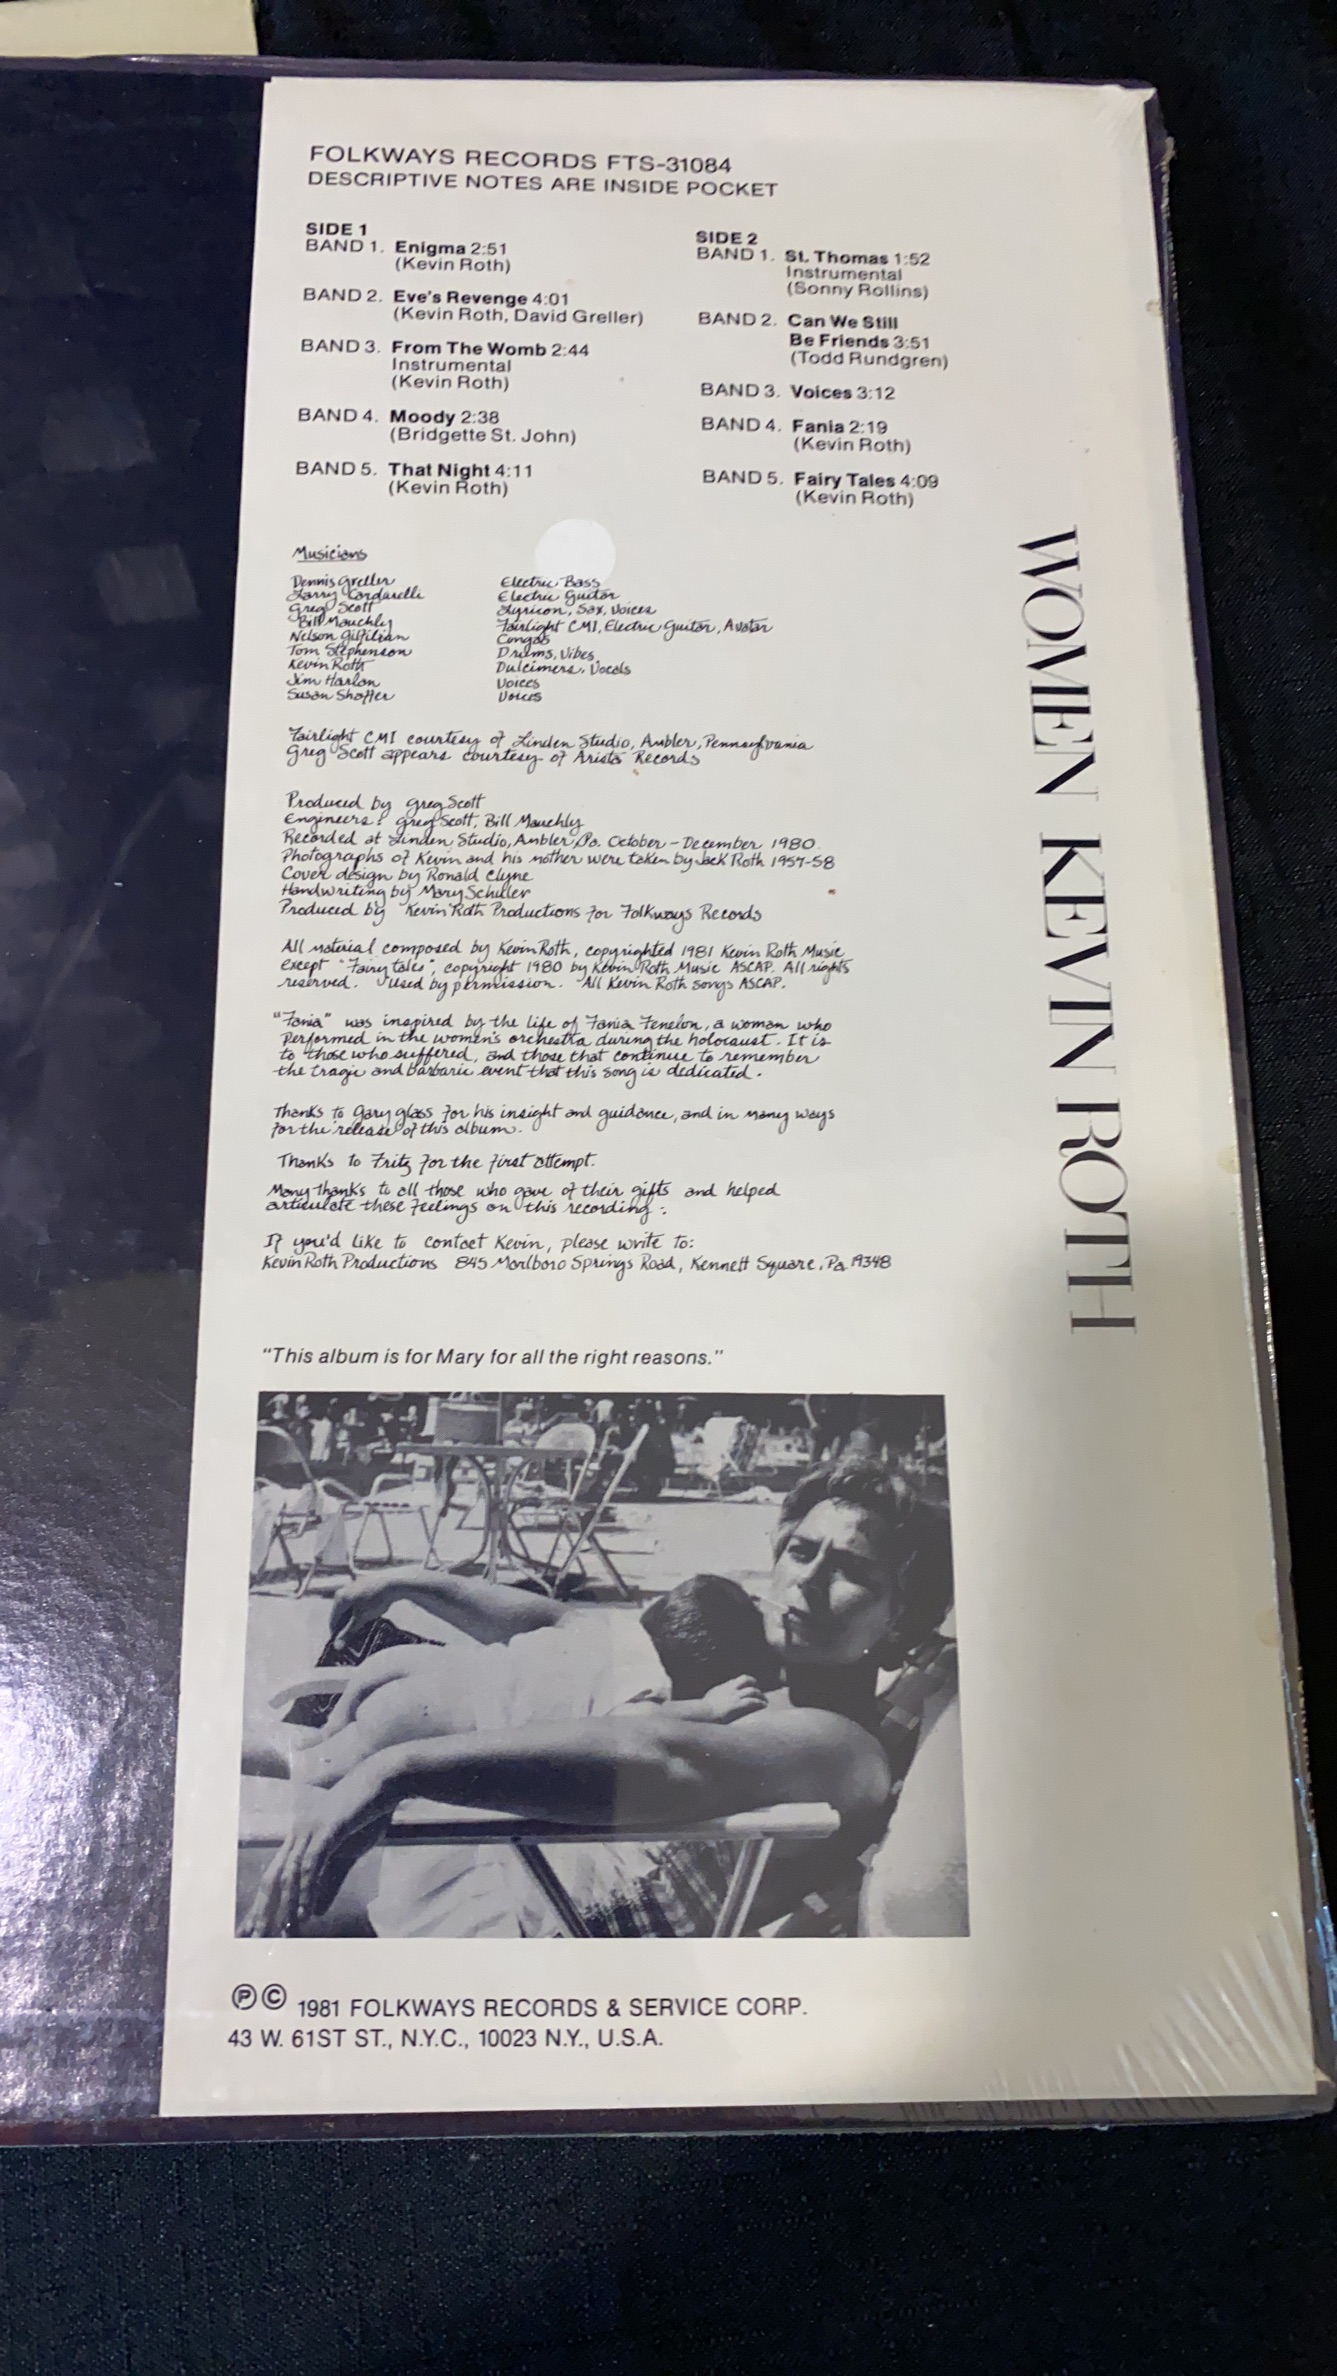 FOLKWAYS RECORDS FTS-31084
DESCRIPTIVE NOTES ARE INSIDE POCKET
SIDE 1
BAND 1. Enigma 2:51
(Kevin Roth)
BAND 2. Eve's Revenge 4:01
(Kevin Roth, David Greller)
BAND 3. From The Womb 2:44
Instrumental
(Kevin Roth)
BAND 4. Moody 2:38
(Bridgette St. John)
BAND 5. That Night 4:11
(Kevin Roth)
SIDE 2
BAND 1. St. Thomas 1:52
Instrumental
(Sonny Rollins)
BAND 2. Can We Still
Be Friends 3:51
(Todd Rundgren)
BAND 3. Voices 3:12
BAND 4. Fania 2:19
(Kevin Roth)
BAND 5. Fairy Tales 4:09
(Kevin Roth)
Musicians
Dennis Greller Electric Bass
Larry Cardarelli Electric Guitar
Greg Scott Lyricon, Sax, Voices
Bill Mauchly Fairlight CMI, Electric Guitar, Avatar
Nelson Gilfilian Congas
Tom Stephenson Drums, Vibes
Kevin Roth Dulcimers, Vocals
Jim Harlan Voices
Susan Shaffer Voices
Fairlight CMI courtesy of Linden Studio, Ambler, Pennsylvania
Greg Scott appears courtesy of Arista Records
Produced by Greg Scott
Engineers: Greg Scott, Bill Mauchly
Recorded at Linden Studio, Ambler, Pa. October - December 1980
Photographs of Kevin and his mother were taken by Jack Roth 1957-58
Cover design by Ronald Clyne
Handwriting by Mary Schiller
Produced by Kevin Roth Productions for Folkways Records
All material composed by Kevin Roth, copyrighted 1981 Kevin Roth Music
except "Fairy tales", copyright 1980 by Kevin Roth Music ASCAP. All rights
reserved. Used by permission. All Kevin Roth songs ASCAP.
"Fania" was inspired by the life of Fania Fenelon, a woman who
performed in the women's orchestra during the holocaust. It is
to those who suffered, and those that continue to remember
the tragic and barbaric event that this song is dedicated.
Thanks to Gary glass for his insight and guidance, and in many ways
for the release of this album.
Thanks to Fritz for the first attempt.
Many thanks to all those who gave of their gifts and helped
articulate these feelings on this recording.
If you'd like to contact Kevin, please write to:
Kevin Roth Productions 845 Marlboro Springs Road, Kennett Square, Pa 19348
"This album is for Mary for all the right reasons."
℗ © 1981 FOLKWAYS RECORDS & SERVICE CORP.
43 W. 61ST ST., N.Y.C., 10023 N.Y., U.S.A.
WOMEN KEVIN ROTH